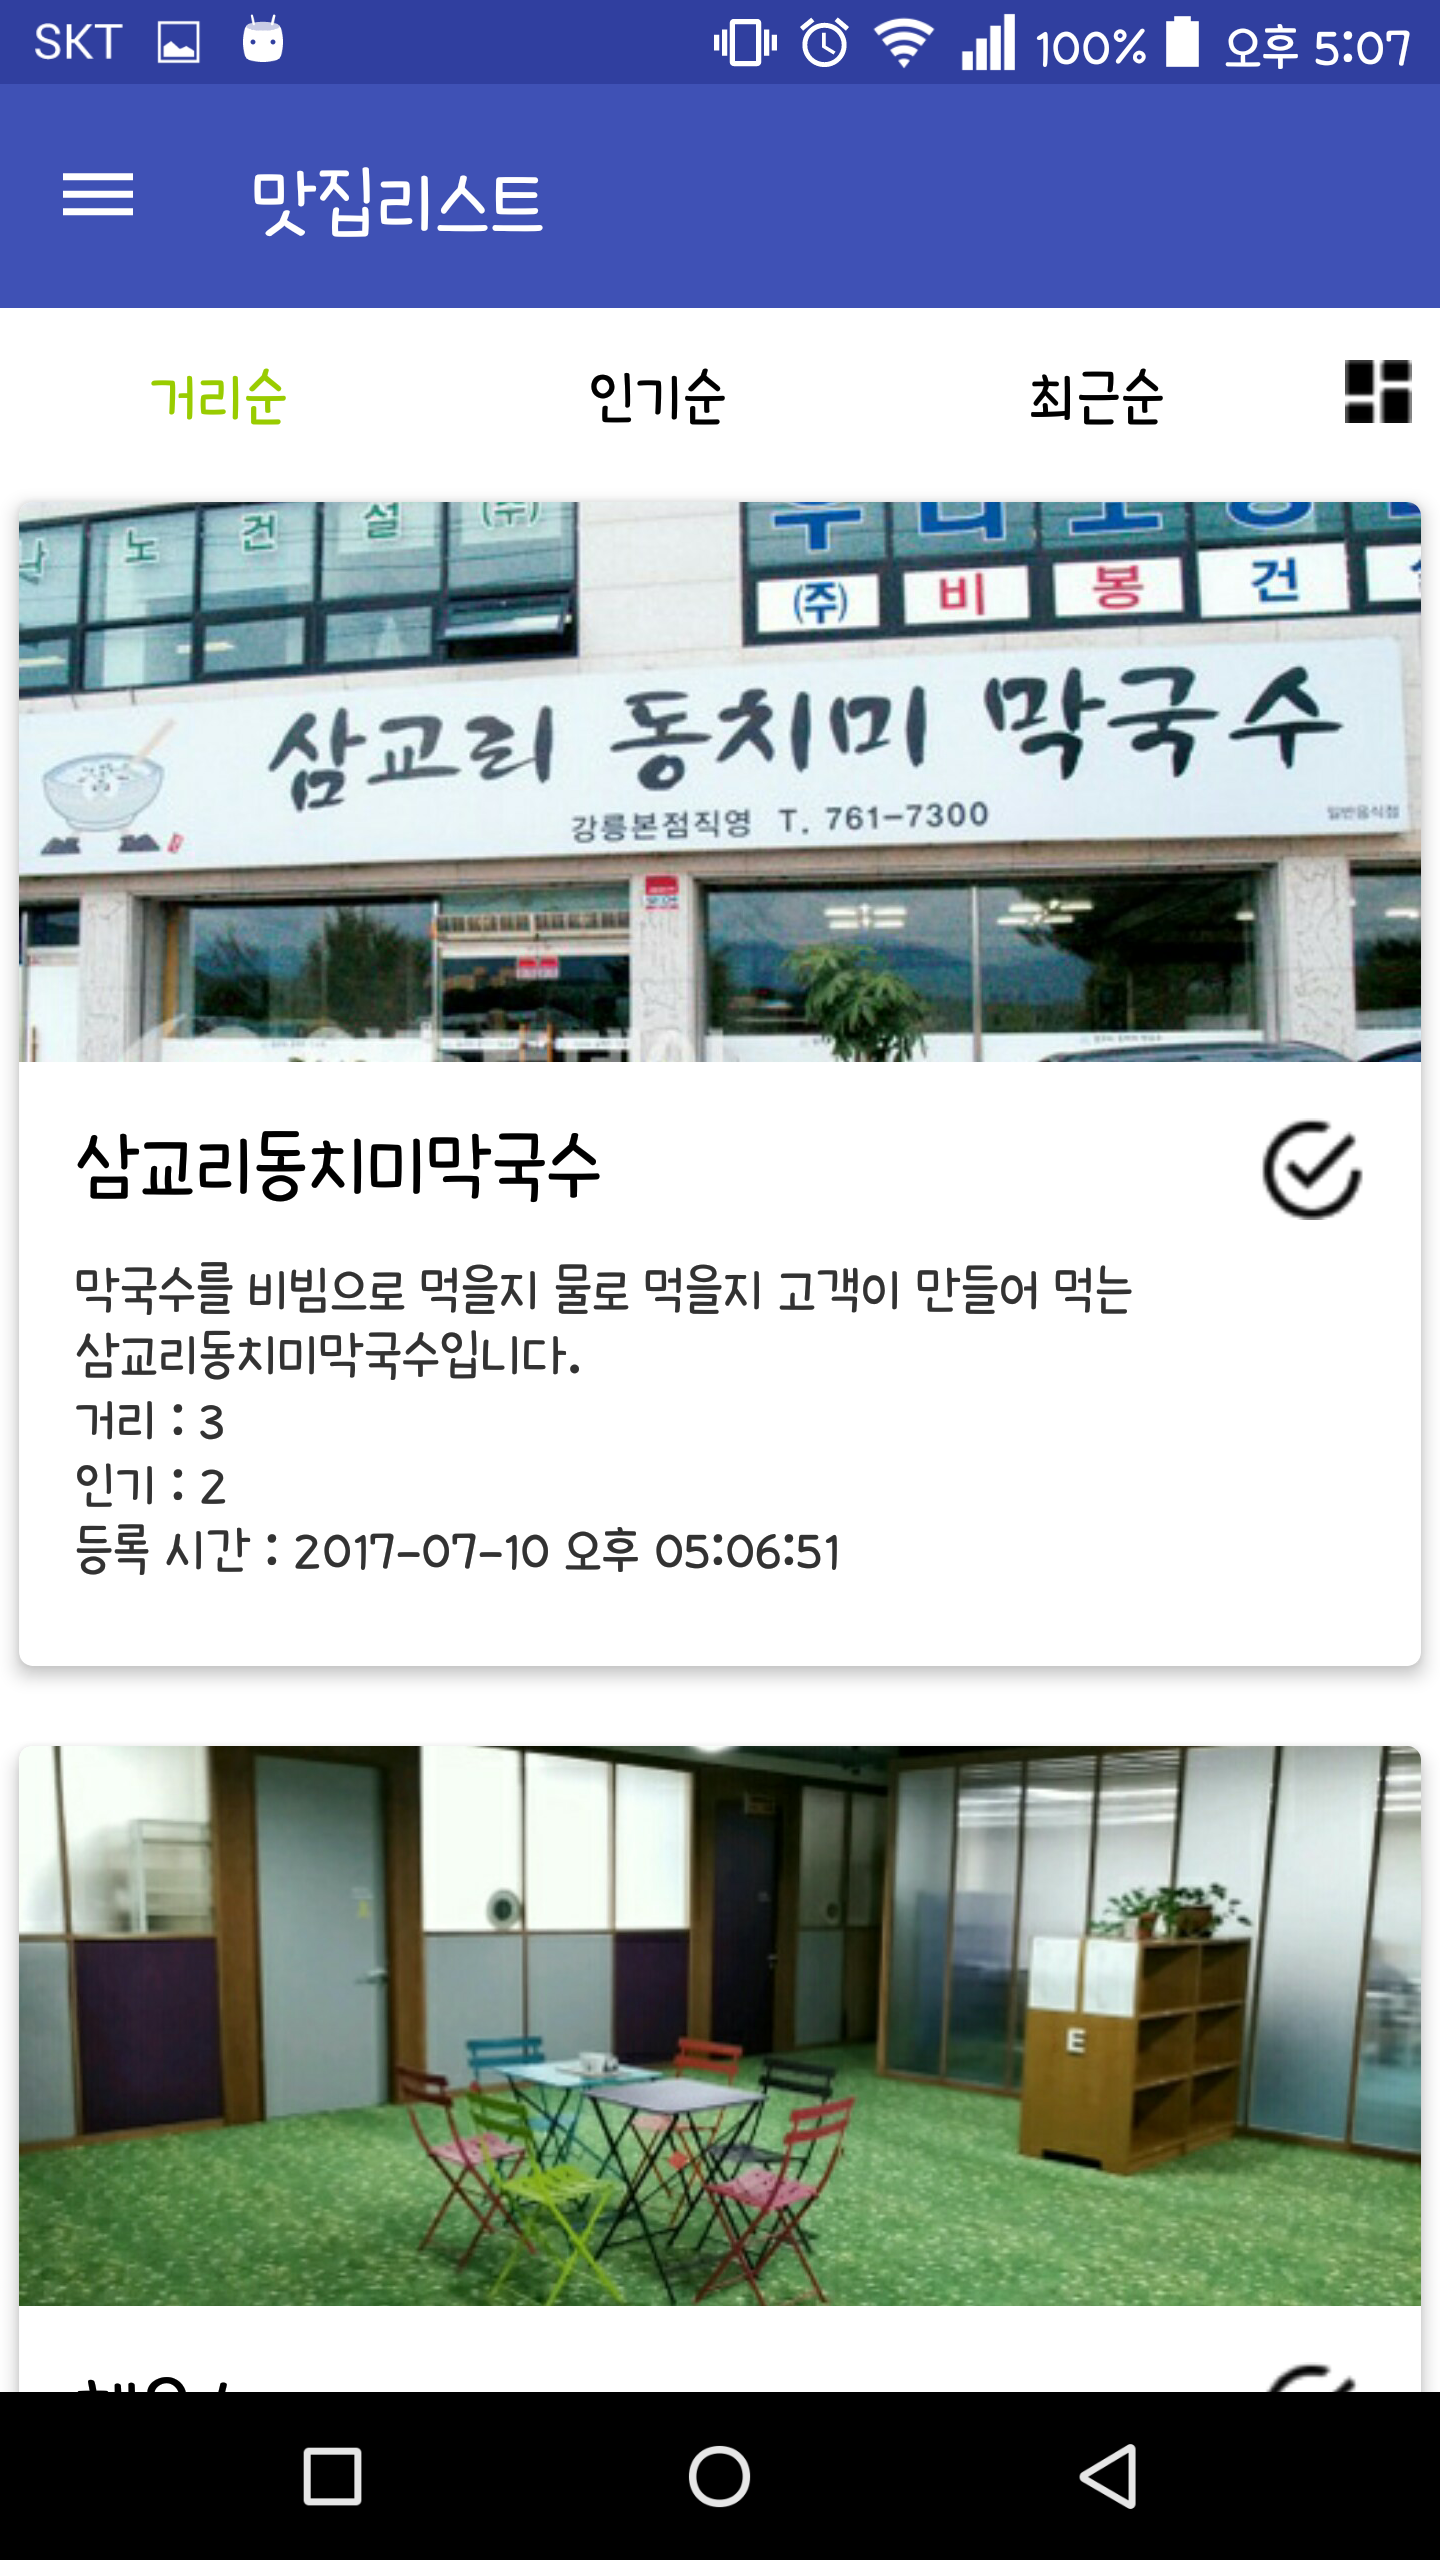 SKT 100% 오후 5:07
맛집리스트
거리순 인기순 최근순
노 건 설 (주)
(주) 비 봉 건
삼교리 동치미 막국수
강릉본점직영 T. 761-7300
일반음식점
삼교리동치미막국수
막국수를 비빔으로 먹을지 물로 먹을지 고객이 만들어 먹는
삼교리동치미막국수입니다.
거리 : 3
인기 : 2
등록 시간 : 2017-07-10 오후 05:06:51
E